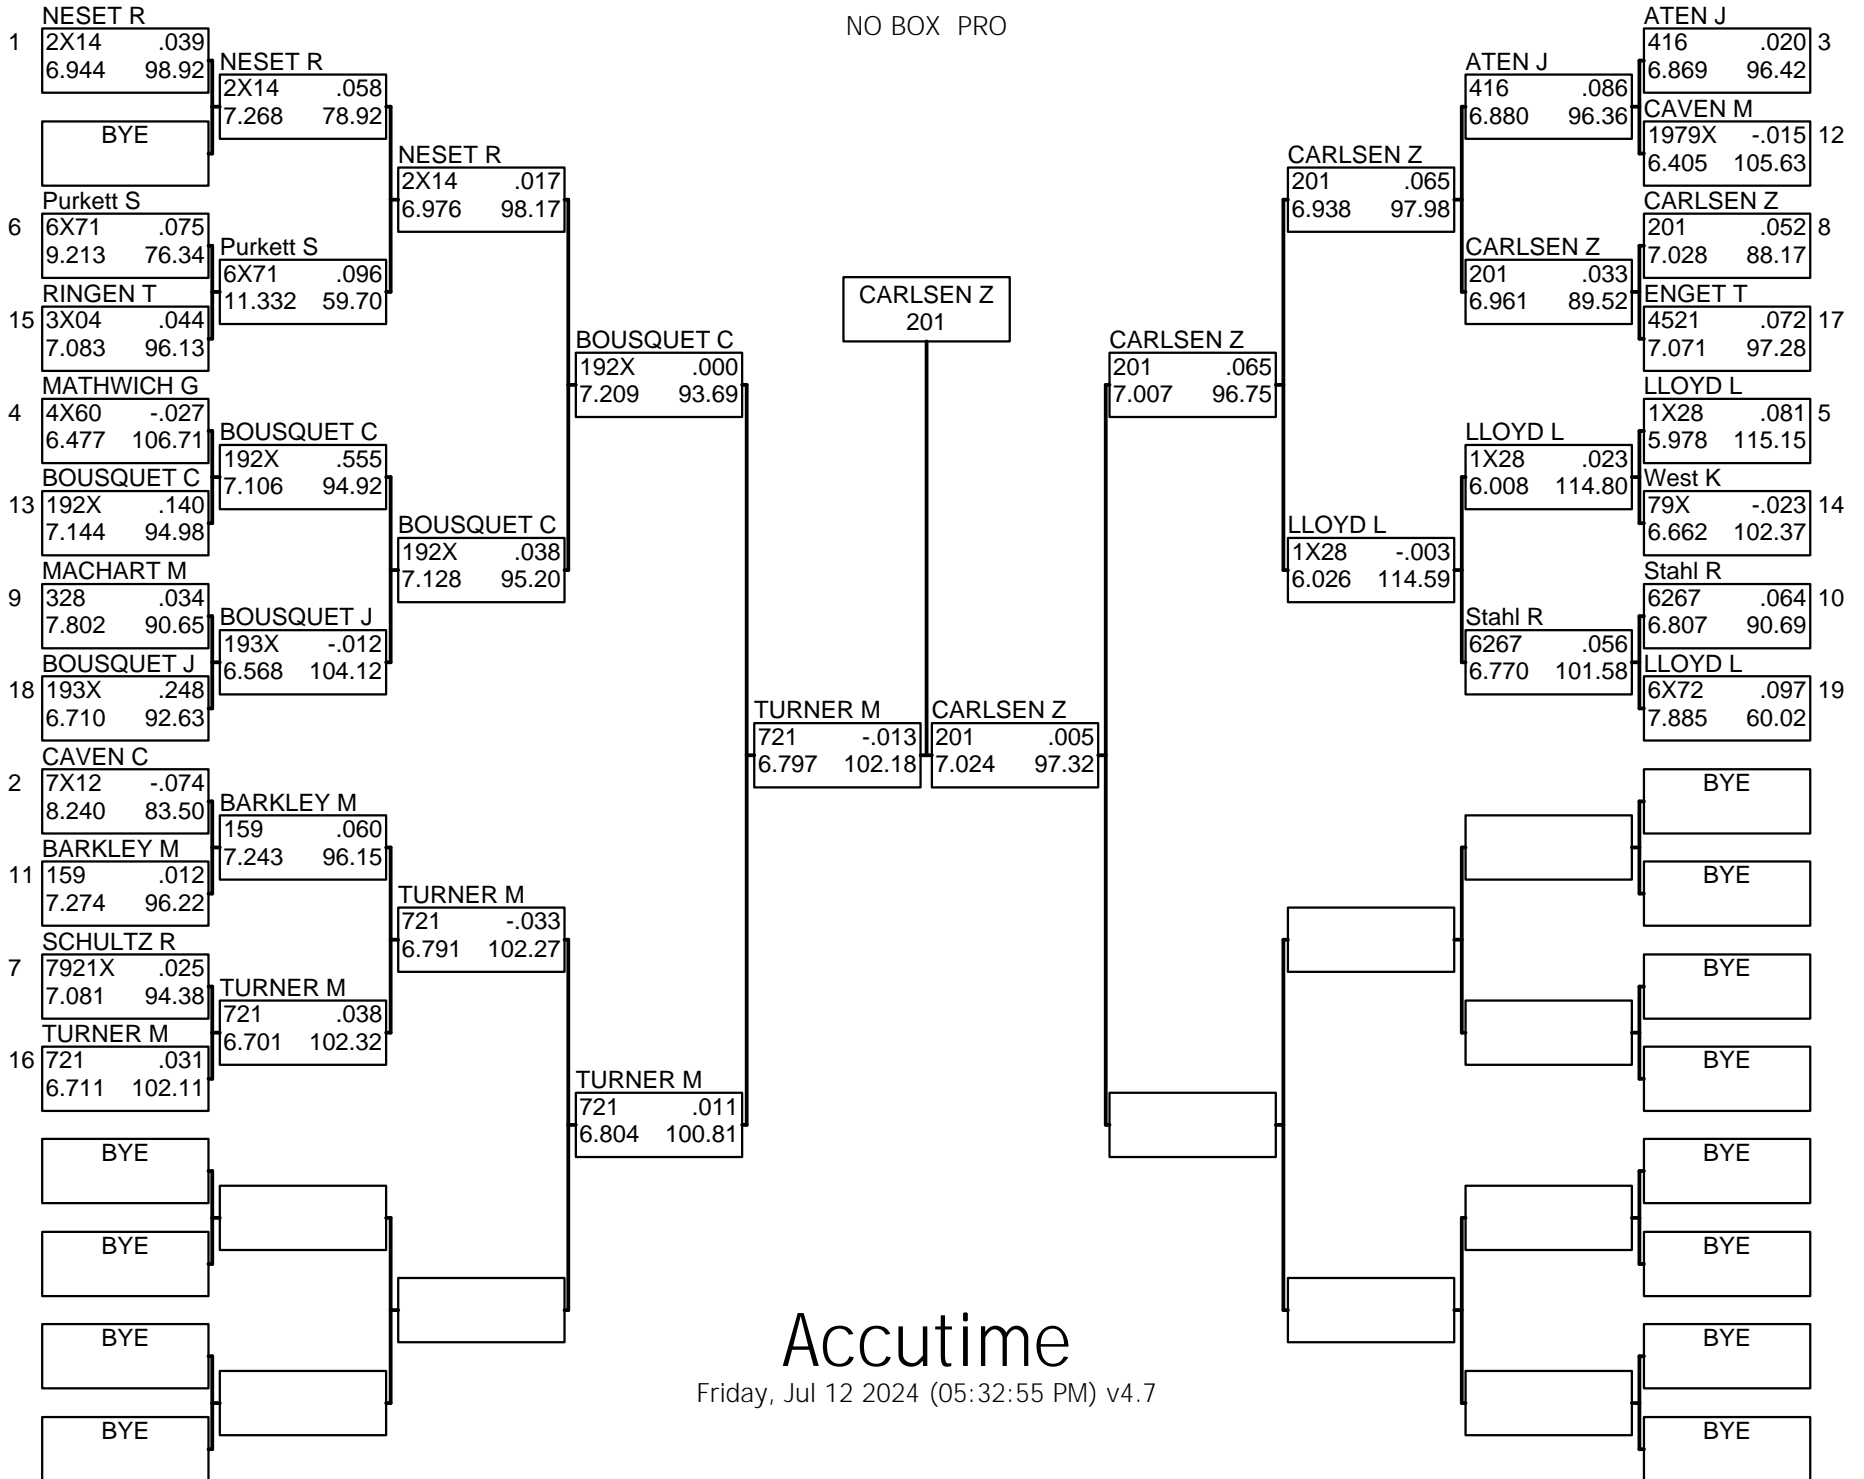 NO BOX PRO
NESET R
1 2X14 .039
6.944 98.92
BYE
Purkett S
6 6X71 .075
9.213 76.34
RINGEN T
15 3X04 .044
7.083 96.13
MATHWICH G
4 4X60 -.027
6.477 106.71
BOUSQUET C
13 192X .140
7.144 94.98
MACHART M
9 328 .034
7.802 90.65
BOUSQUET J
18 193X .248
6.710 92.63
CAVEN C
2 7X12 -.074
8.240 83.50
BARKLEY M
11 159 .012
7.274 96.22
SCHULTZ R
7 7921X .025
7.081 94.38
TURNER M
16 721 .031
6.711 102.11
BYE
BYE
BYE
BYE
NESET R
2X14 .058
7.268 78.92
Purkett S
6X71 .096
11.332 59.70
BOUSQUET C
192X .555
7.106 94.92
BOUSQUET J
193X -.012
6.568 104.12
BARKLEY M
159 .060
7.243 96.15
TURNER M
721 .038
6.701 102.32
NESET R
2X14 .017
6.976 98.17
BOUSQUET C
192X .038
7.128 95.20
TURNER M
721 -.033
6.791 102.27
BOUSQUET C
192X .000
7.209 93.69
TURNER M
721 .011
6.804 100.81
TURNER M
721 -.013
6.797 102.18
CARLSEN Z
201
CARLSEN Z
201 .005
7.024 97.32
CARLSEN Z
201 .065
7.007 96.75
CARLSEN Z
201 .065
6.938 97.98
LLOYD L
1X28 -.003
6.026 114.59
ATEN J
416 .086
6.880 96.36
CARLSEN Z
201 .033
6.961 89.52
LLOYD L
1X28 .023
6.008 114.80
Stahl R
6267 .056
6.770 101.58
ATEN J
416 .020 3
6.869 96.42
CAVEN M
1979X -.015 12
6.405 105.63
CARLSEN Z
201 .052 8
7.028 88.17
ENGET T
4521 .072 17
7.071 97.28
LLOYD L
1X28 .081 5
5.978 115.15
West K
79X -.023 14
6.662 102.37
Stahl R
6267 .064 10
6.807 90.69
LLOYD L
6X72 .097 19
7.885 60.02
BYE
BYE
BYE
BYE
BYE
BYE
BYE
BYE
Accutime
Friday, Jul 12 2024 (05:32:55 PM) v4.7